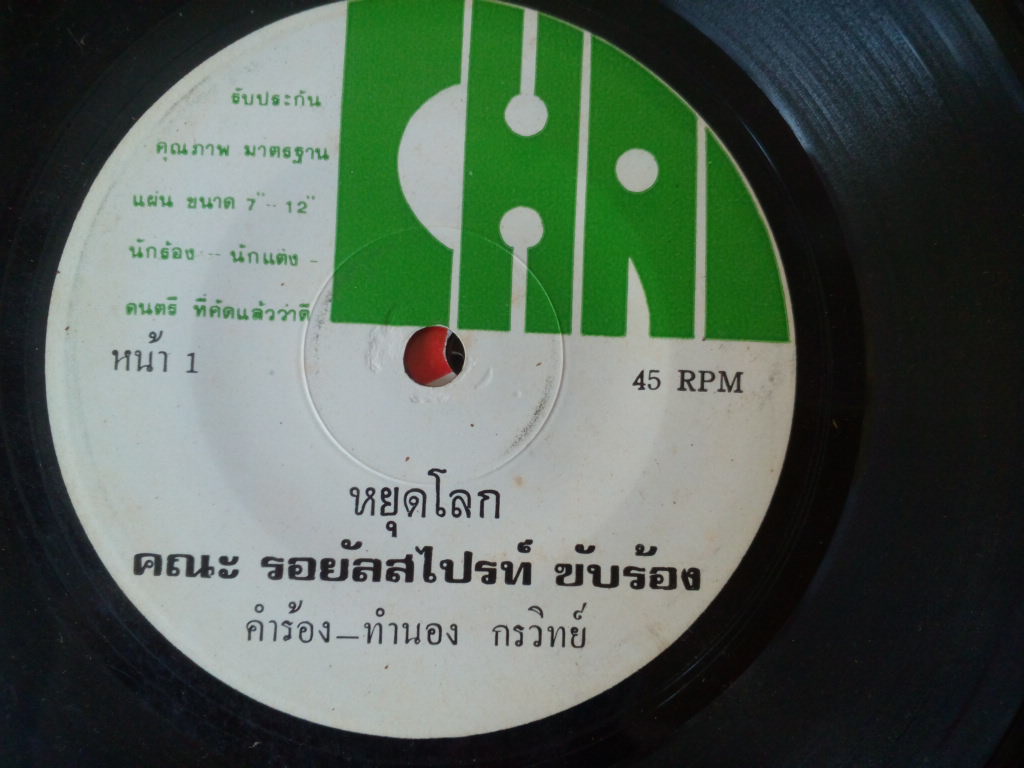 CHAI
รับประกัน
คุณภาพ มาตรฐาน
แผ่น ขนาด 7" - 12"
นักร้อง - นักแต่ง -
ดนตรี ที่คัดแล้วว่าดี
หน้า 1
45 RPM
หยุดโลก
คณะ รอยัลสไปรท์ ขับร้อง
คำร้อง–ทำนอง กรวิทย์